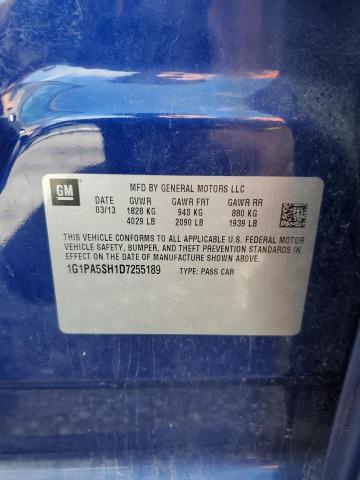 GM
MFD BY GENERAL MOTORS LLC
DATE GVWR GAWR FRT GAWR RR
03/13 1828 KG 948 KG 880 KG
4029 LB 2090 LB 1939 LB
THIS VEHICLE CONFORMS TO ALL APPLICABLE U.S. FEDERAL MOTOR
VEHICLE SAFETY, BUMPER, AND THEFT PREVENTION STANDARDS IN
EFFECT ON THE DATE OF MANUFACTURE SHOWN ABOVE.
1G1PA5SH1D7255189 TYPE: PASS CAR